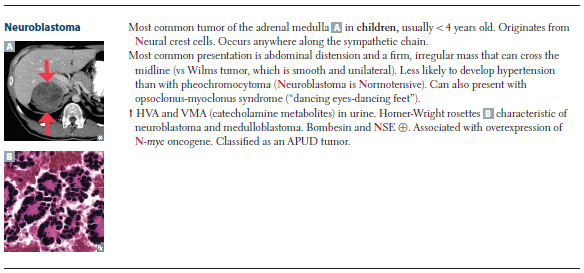 Neuroblastoma
Most common tumor of the adrenal medulla A in children, usually < 4 years old. Originates from
Neural crest cells. Occurs anywhere along the sympathetic chain.
Most common presentation is abdominal distension and a firm, irregular mass that can cross the
midline (vs Wilms tumor, which is smooth and unilateral). Less likely to develop hypertension
than with pheochromocytoma (Neuroblastoma is Normotensive). Can also present with
opsoclonus-myoclonus syndrome (“dancing eyes-dancing feet”).
↑ HVA and VMA (catecholamine metabolites) in urine. Homer-Wright rosettes B characteristic of
neuroblastoma and medulloblastoma. Bombesin and NSE ⊕. Associated with overexpression of
N-myc oncogene. Classified as an APUD tumor.
A
B